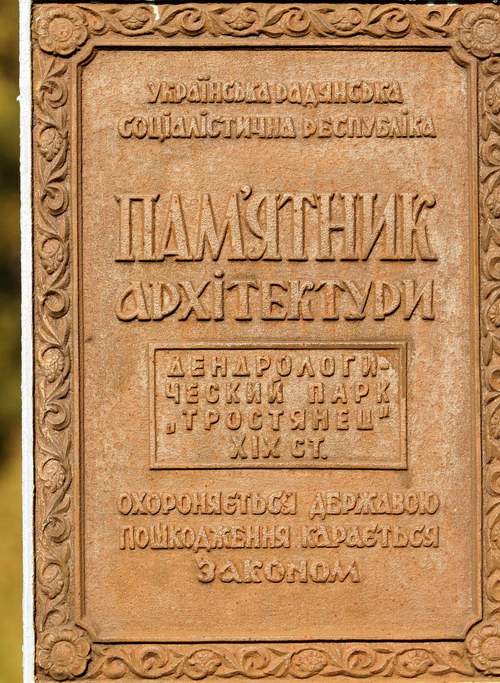 Українська Радянська
Соціалістична Республіка
ПАМ'ЯТНИК
АРХІТЕКТУРИ
ДЕНДРОЛОГИ-
ЧЕСКИЙ ПАРК
„ТРОСТЯНЕЦ"
XIX СТ.
ОХОРОНЯЄТЬСЯ ДЕРЖАВОЮ
ПОШКОДЖЕННЯ КАРАЄТЬСЯ
ЗАКОНОМ